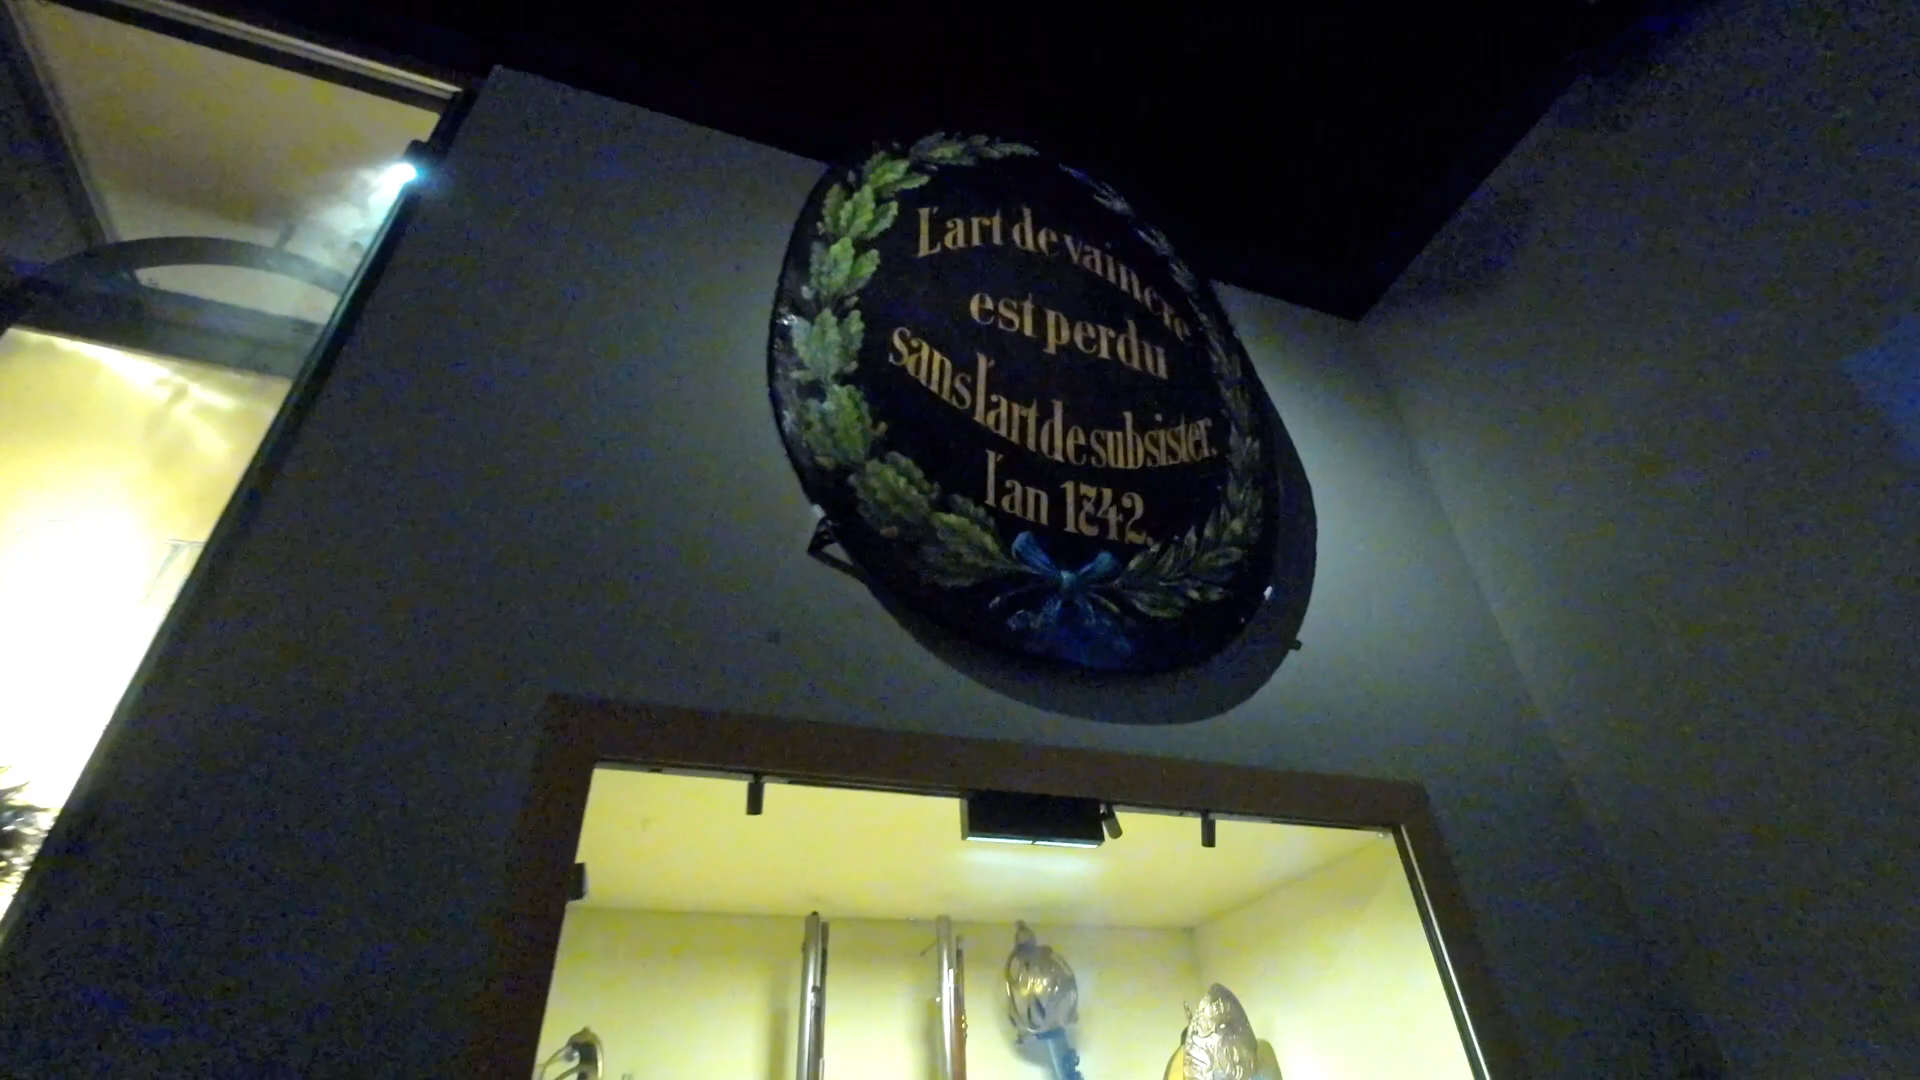 L'art de vaincre
est perdu
sans l'art de subsister.
l'an 1742.